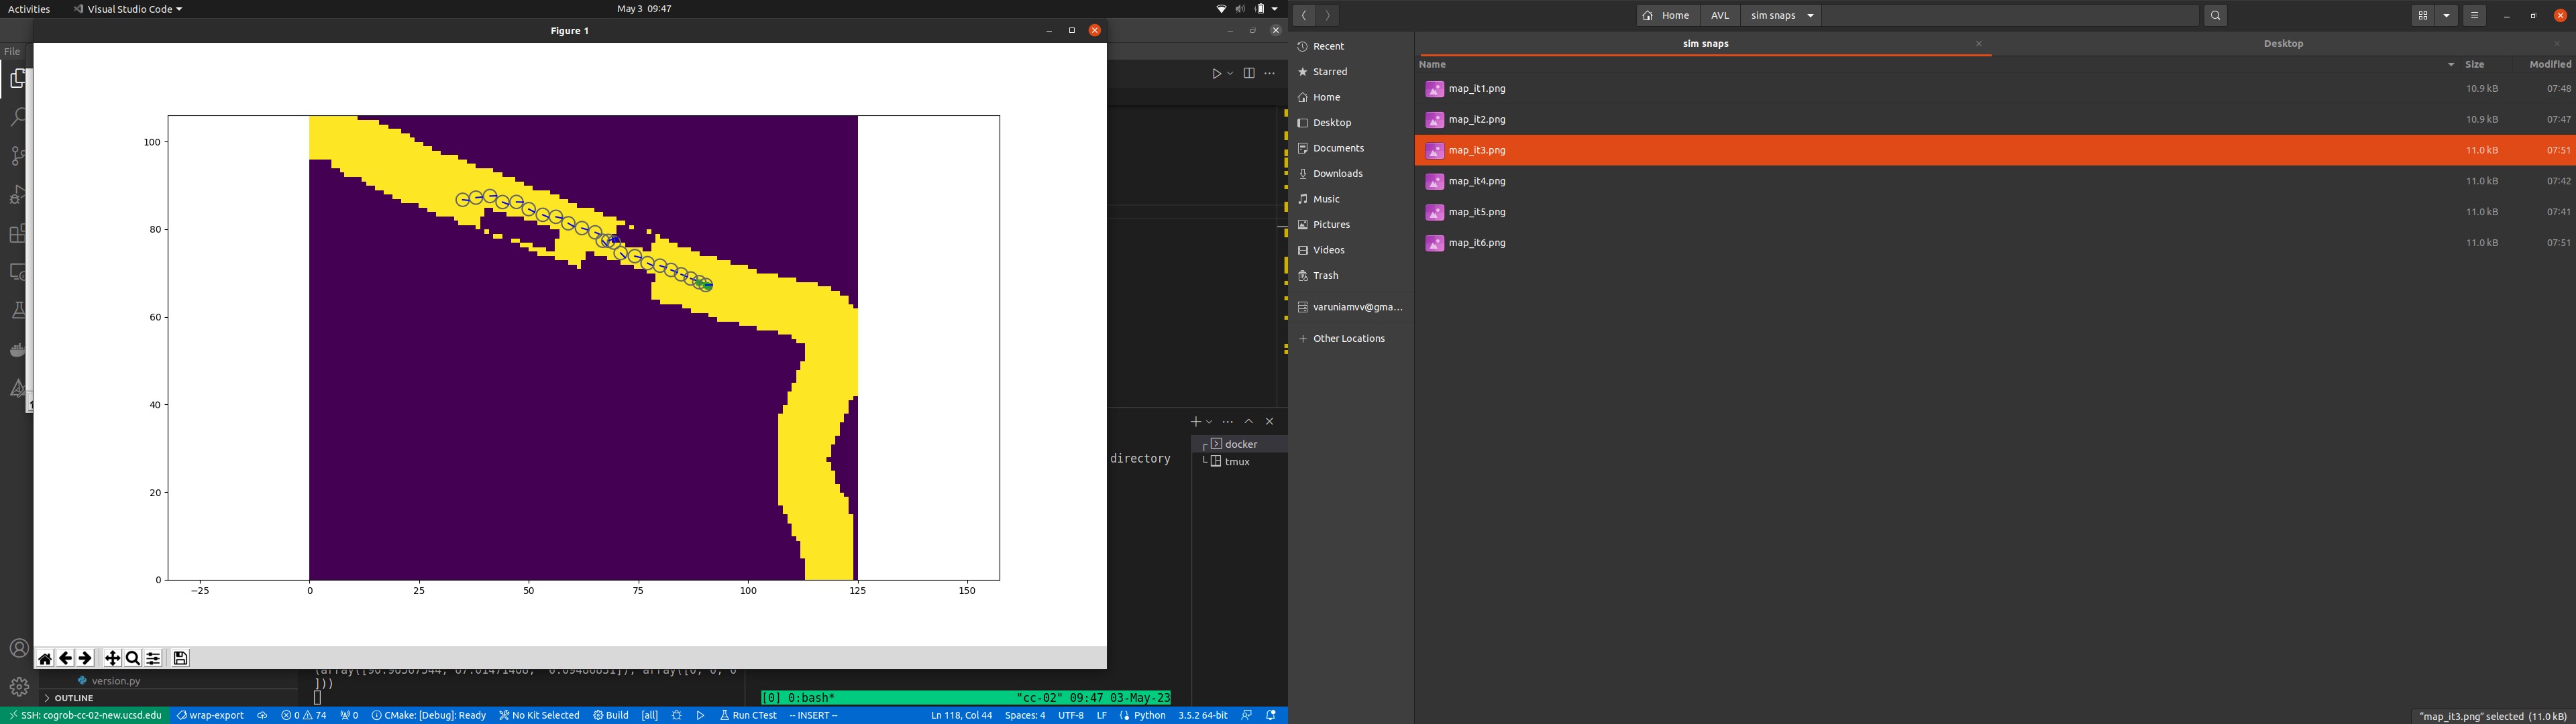 Activities
Visual Studio Code
May 3 09:47
Figure 1
File
100
80
60
40
20
0
−25
0
25
50
75
100
125
150
directory
docker
tmux
version.py
OUTLINE
]))
[0] 0:bash*
"cc-02" 09:47 03-May-23
SSH: cogrob-cc-02-new.ucsd.edu
wrap-export
0
74
0
CMake: [Debug]: Ready
No Kit Selected
Build
[all]
Run CTest
-- INSERT --
Ln 118, Col 44
Spaces: 4
UTF-8
LF
Python
3.5.2 64-bit
Home
AVL
sim snaps
Recent
Starred
Home
Desktop
Documents
Downloads
Music
Pictures
Videos
Trash
varuniamvv@gma...
Other Locations
sim snaps
Desktop
Name
Size
Modified
map_it1.png
10.9 kB
07:48
map_it2.png
10.9 kB
07:47
map_it3.png
11.0 kB
07:51
map_it4.png
11.0 kB
07:42
map_it5.png
11.0 kB
07:41
map_it6.png
11.0 kB
07:51
"map_it3.png" selected (11.0 kB)